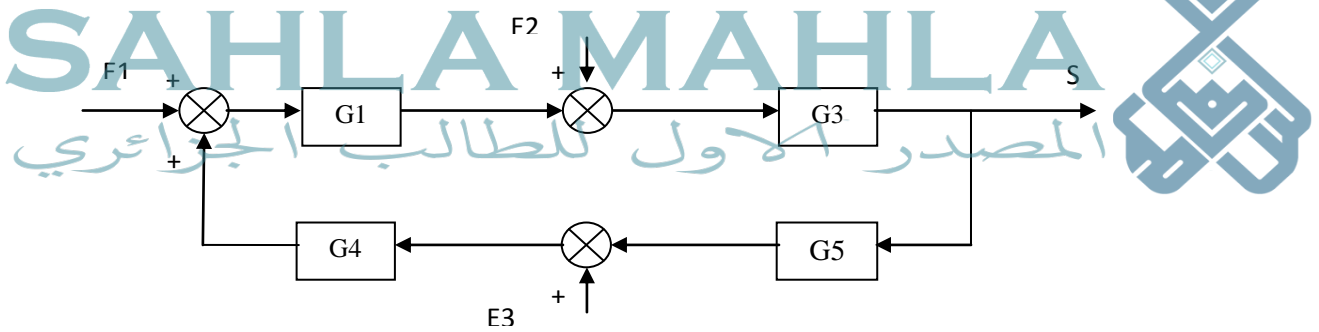 SAHLA MAHLA
F2
+
F1
+
S
G1
G3
المصدر الاول للطالب الجزائري
+
G4
G5
+
E3